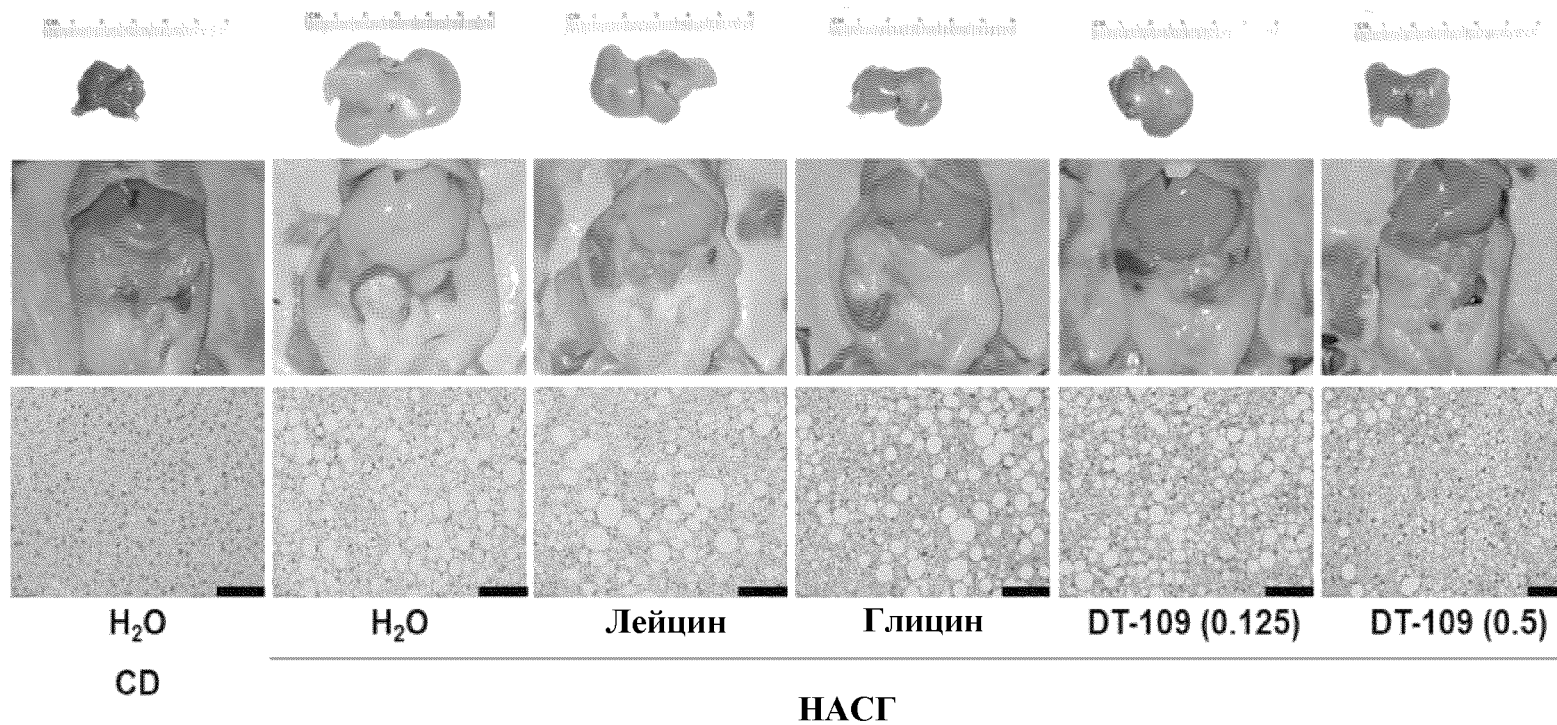 H₂O H₂O Лейцин Глицин DT-109 (0.125) DT-109 (0.5)
CD
НАСГ